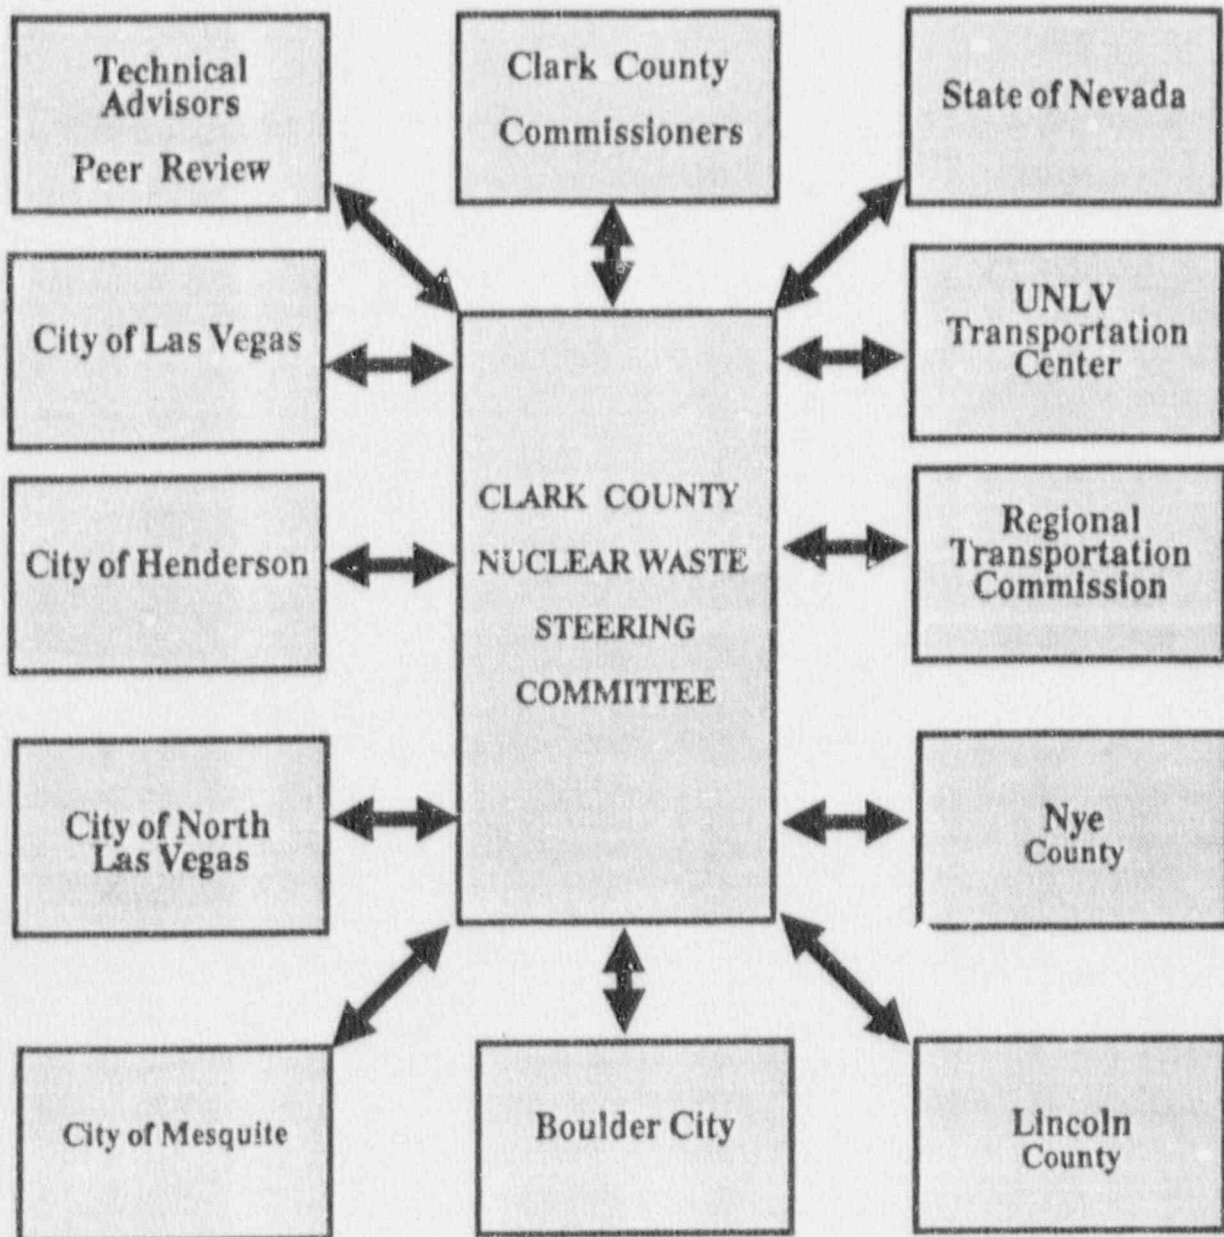 Technical
Advisors
Peer Review
Clark County
Commissioners
State of Nevada
City of Las Vegas
UNLV
Transportation
Center
City of Henderson
CLARK COUNTY
NUCLEAR WASTE
STEERING
COMMITTEE
Regional
Transportation
Commission
City of North
Las Vegas
Nye
County
City of Mesquite
Boulder City
Lincoln
County